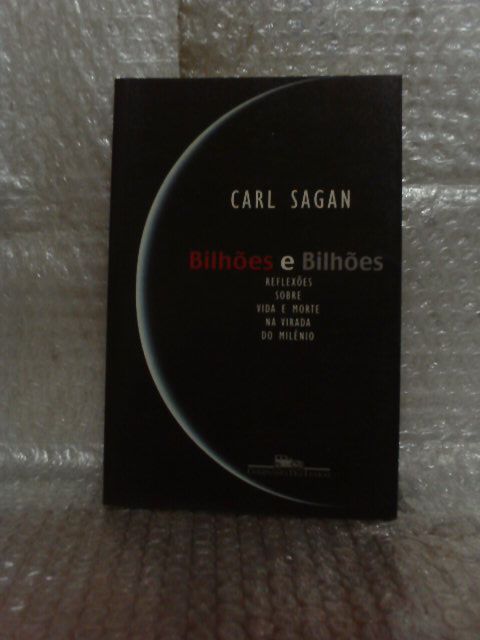 CARL SAGAN
Bilhões e Bilhões
REFLEXÕES
SOBRE
VIDA E MORTE
NA VIRADA
DO MILÊNIO